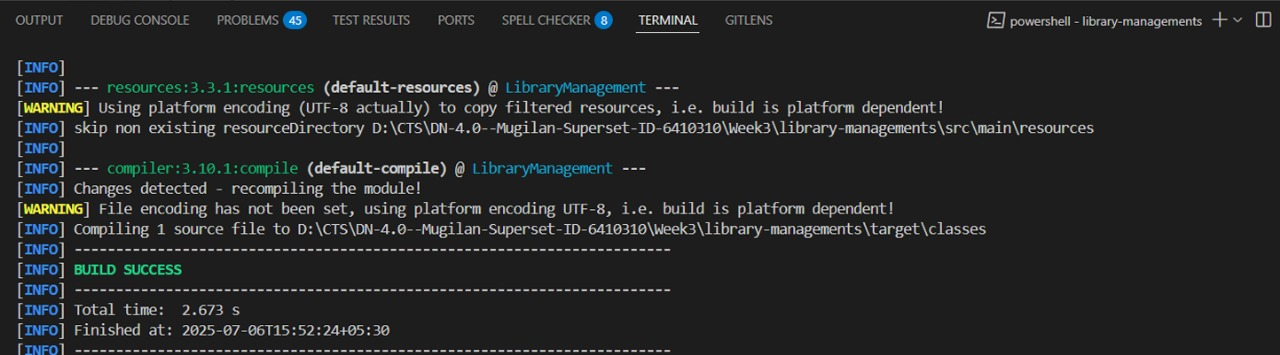 OUTPUT DEBUG CONSOLE PROBLEMS 45 TEST RESULTS PORTS SPELL CHECKER 8 TERMINAL GITLENS powershell - library-managements
[INFO]
[INFO] --- resources:3.3.1:resources (default-resources) @ LibraryManagement ---
[WARNING] Using platform encoding (UTF-8 actually) to copy filtered resources, i.e. build is platform dependent!
[INFO] skip non existing resourceDirectory D:\CTS\DN-4.0--Mugilan-Superset-ID-6410310\Week3\library-managements\src\main\resources
[INFO]
[INFO] --- compiler:3.10.1:compile (default-compile) @ LibraryManagement ---
[INFO] Changes detected - recompiling the module!
[WARNING] File encoding has not been set, using platform encoding UTF-8, i.e. build is platform dependent!
[INFO] Compiling 1 source file to D:\CTS\DN-4.0--Mugilan-Superset-ID-6410310\Week3\library-managements\target\classes
[INFO] ------------------------------------------------------------------------
[INFO] BUILD SUCCESS
[INFO] ------------------------------------------------------------------------
[INFO] Total time:  2.673 s
[INFO] Finished at: 2025-07-06T15:52:24+05:30
[INFO] ------------------------------------------------------------------------